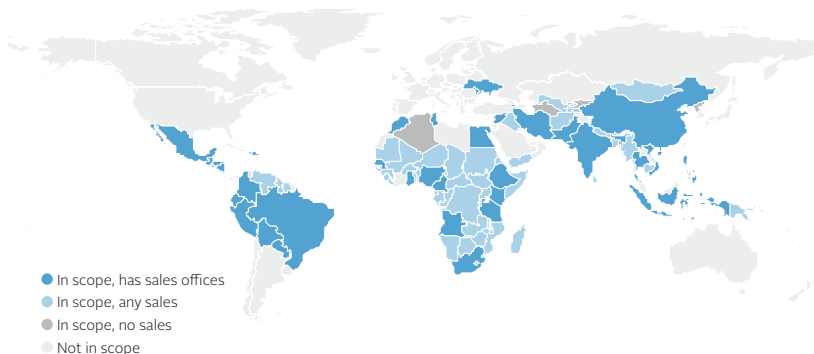 In scope, has sales offices
In scope, any sales
In scope, no sales
Not in scope